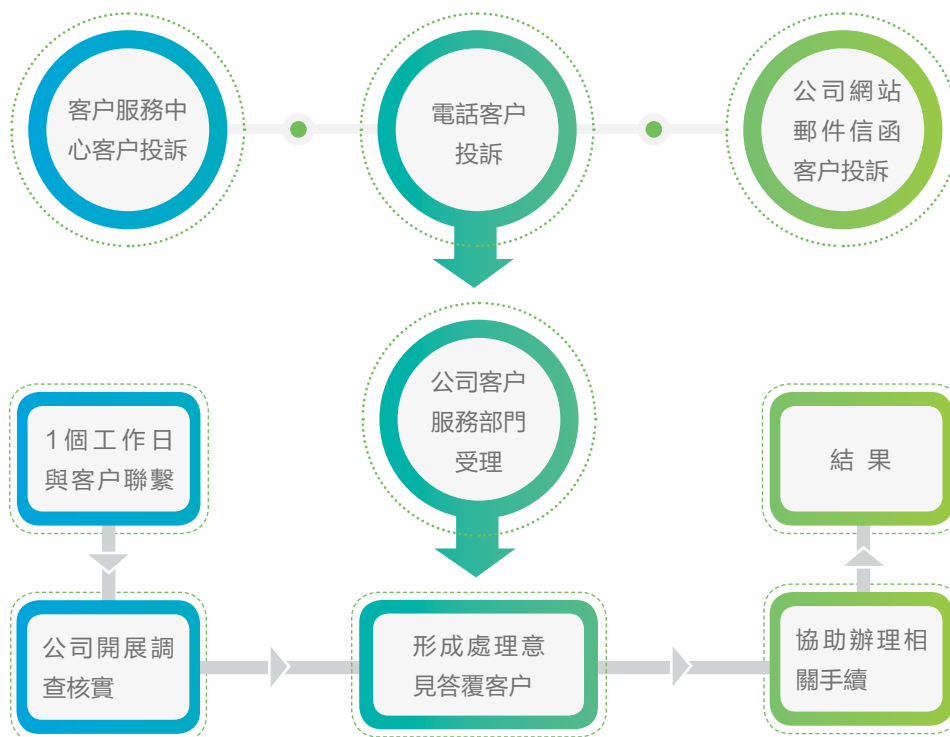 客户服務中
心客户投訴
電話客户
投訴
公司網站
郵件信函
客户投訴
公司客户
服務部門
受理
1個工作日
與客户聯繫
結果
公司開展調
查核實
形成處理意
見答覆客户
協助辦理相
關手續